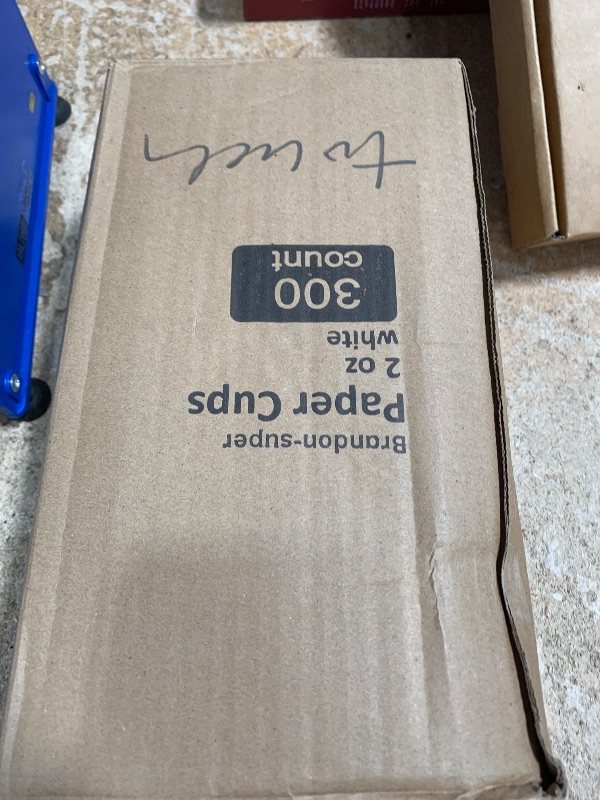 Brandon-super
Paper Cups
2 oz
white
300
count